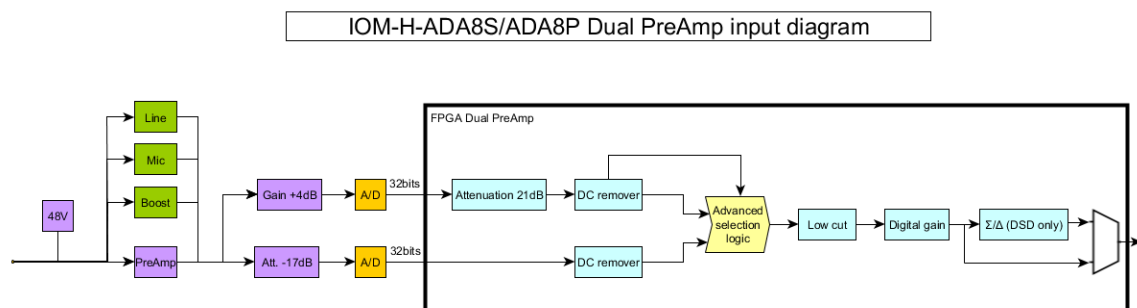 IOM-H-ADA8S/ADA8P Dual PreAmp input diagram
FPGA Dual PreAmp
Line
Mic
Boost
48V
PreAmp
Gain +4dB
A/D
32bits
Attenuation 21dB
DC remover
Att. -17dB
A/D
32bits
DC remover
Advanced
selection
logic
Low cut
Digital gain
Σ/Δ (DSD only)